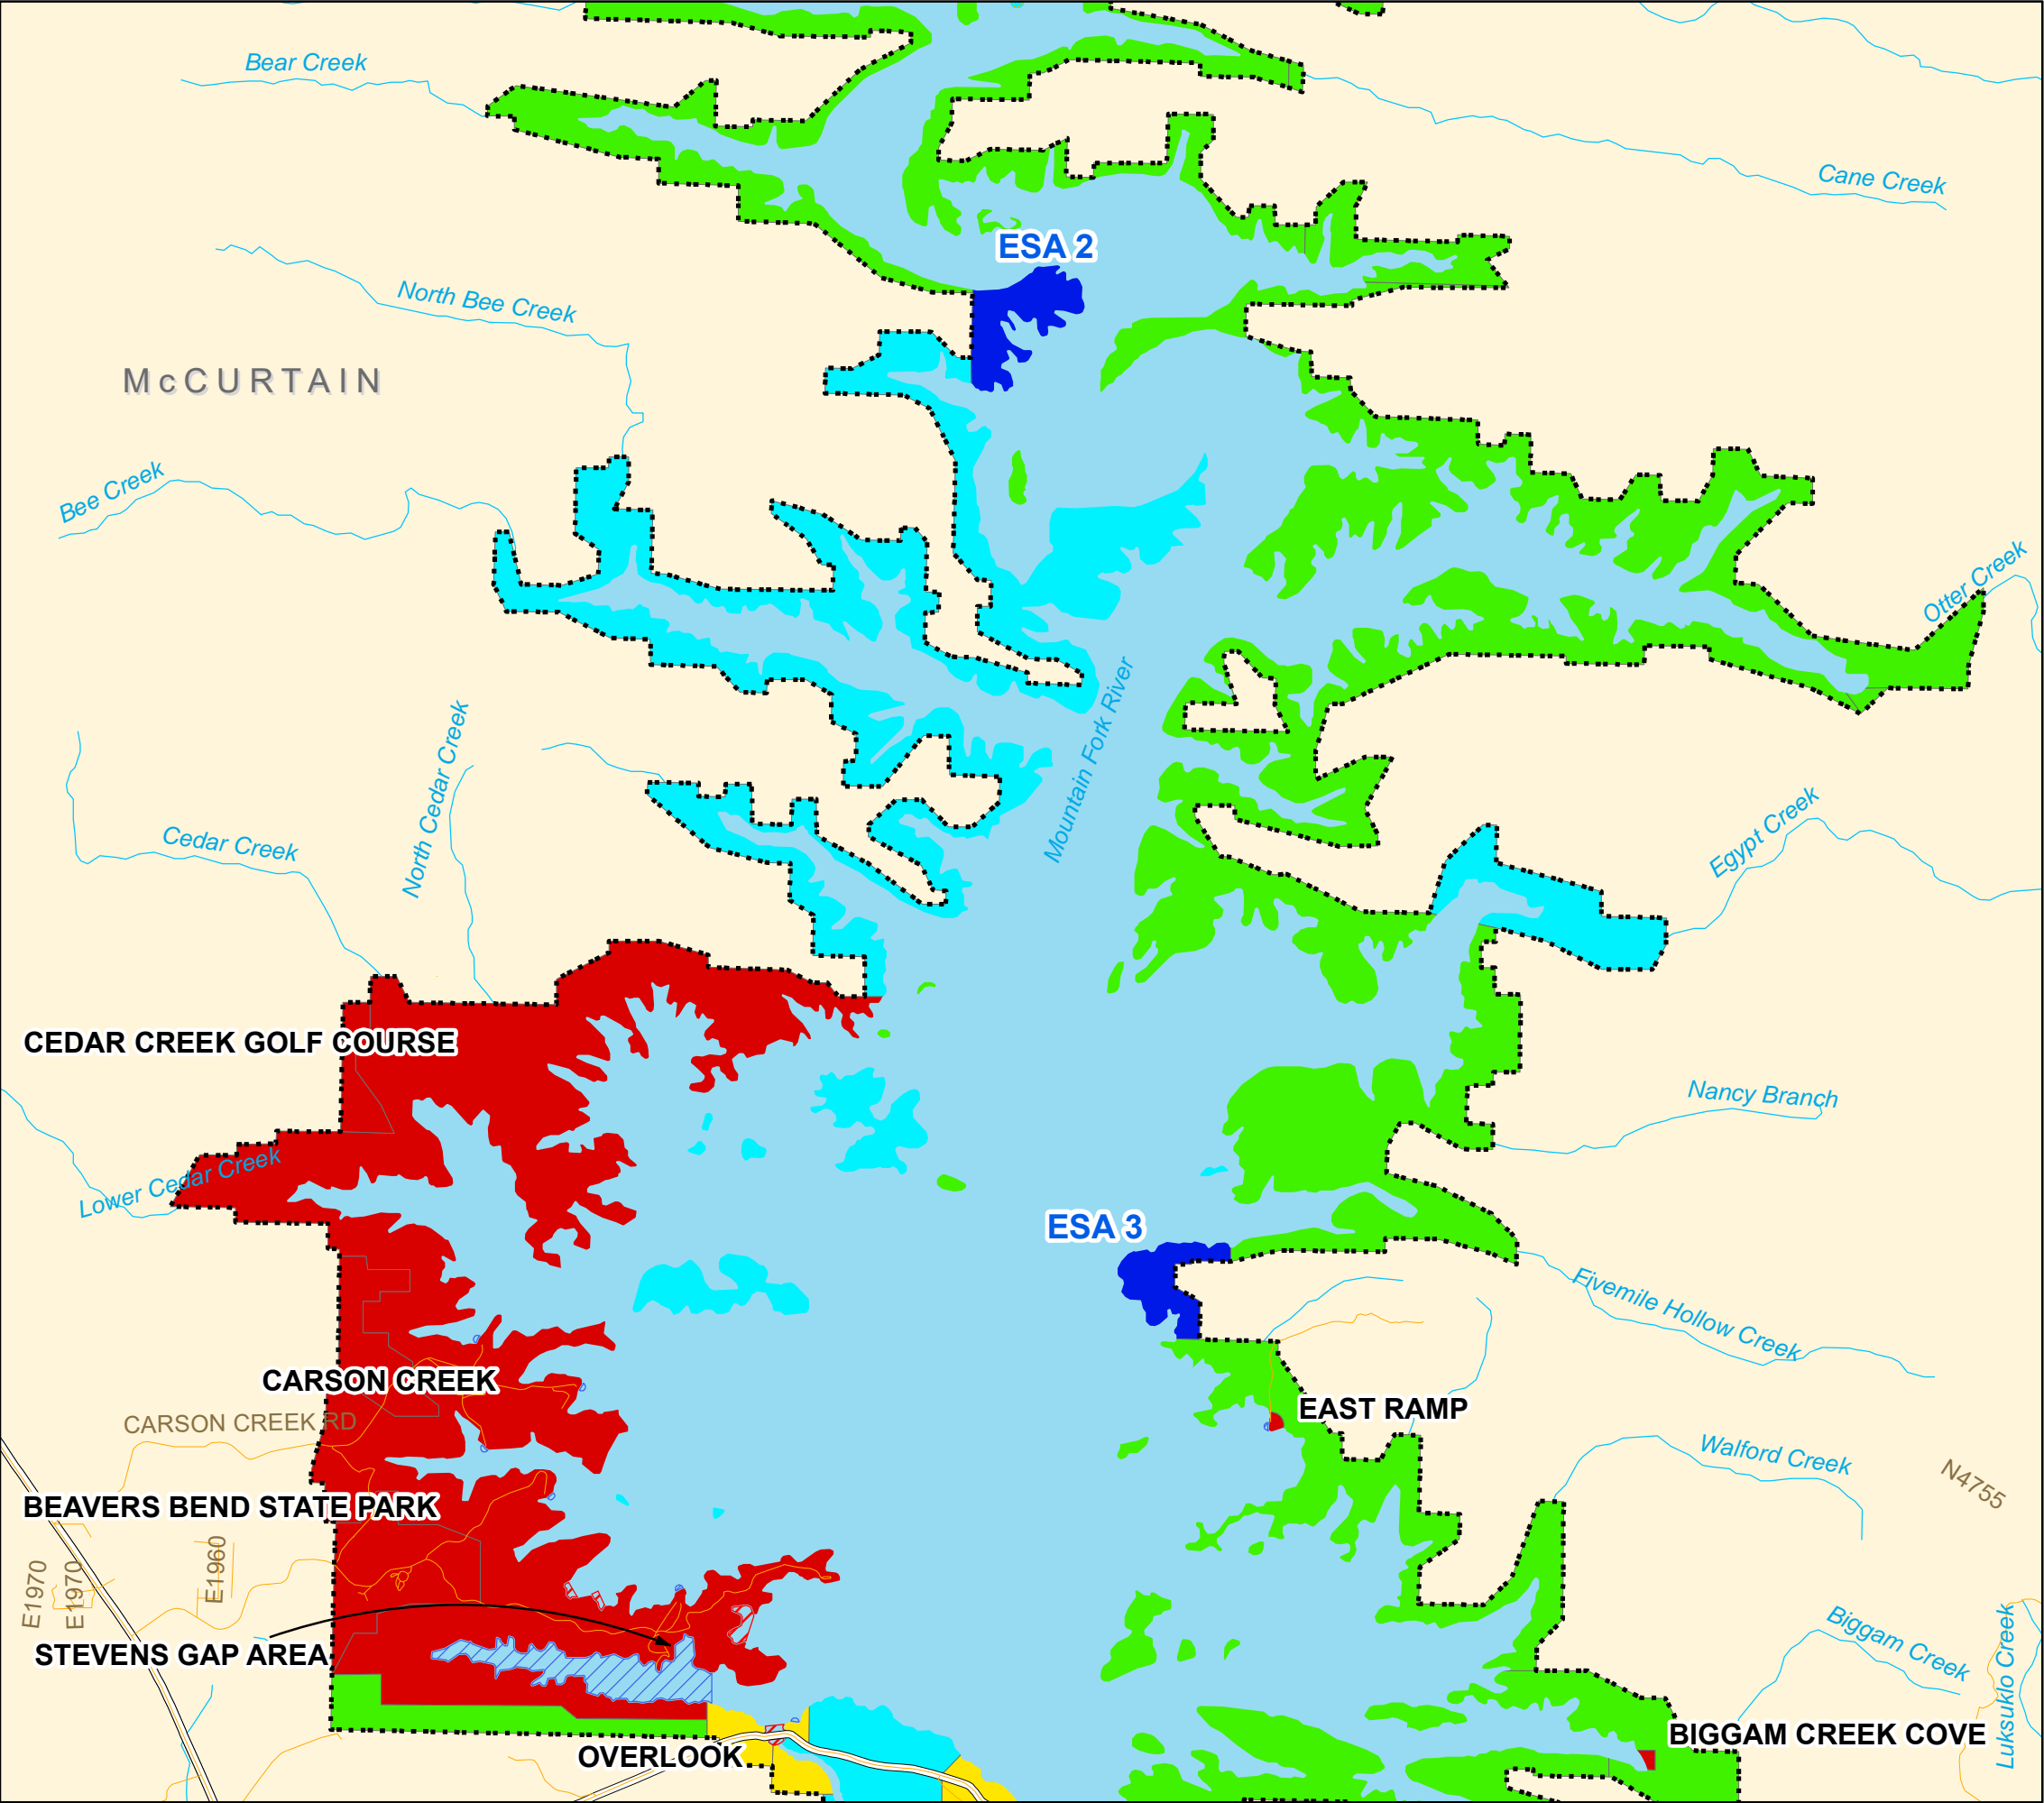 Bear Creek
Cane Creek
ESA 2
North Bee Creek
McCURTAIN
Bee Creek
Otter Creek
Mountain Fork River
North Cedar Creek
Cedar Creek
Egypt Creek
CEDAR CREEK GOLF COURSE
Nancy Branch
Lower Cedar Creek
ESA 3
Fivemile Hollow Creek
CARSON CREEK
EAST RAMP
CARSON CREEK RD
Walford Creek
N4755
BEAVERS BEND STATE PARK
E1970
E1970
E1960
Biggam Creek
Luksuklo Creek
STEVENS GAP AREA
BIGGAM CREEK COVE
OVERLOOK